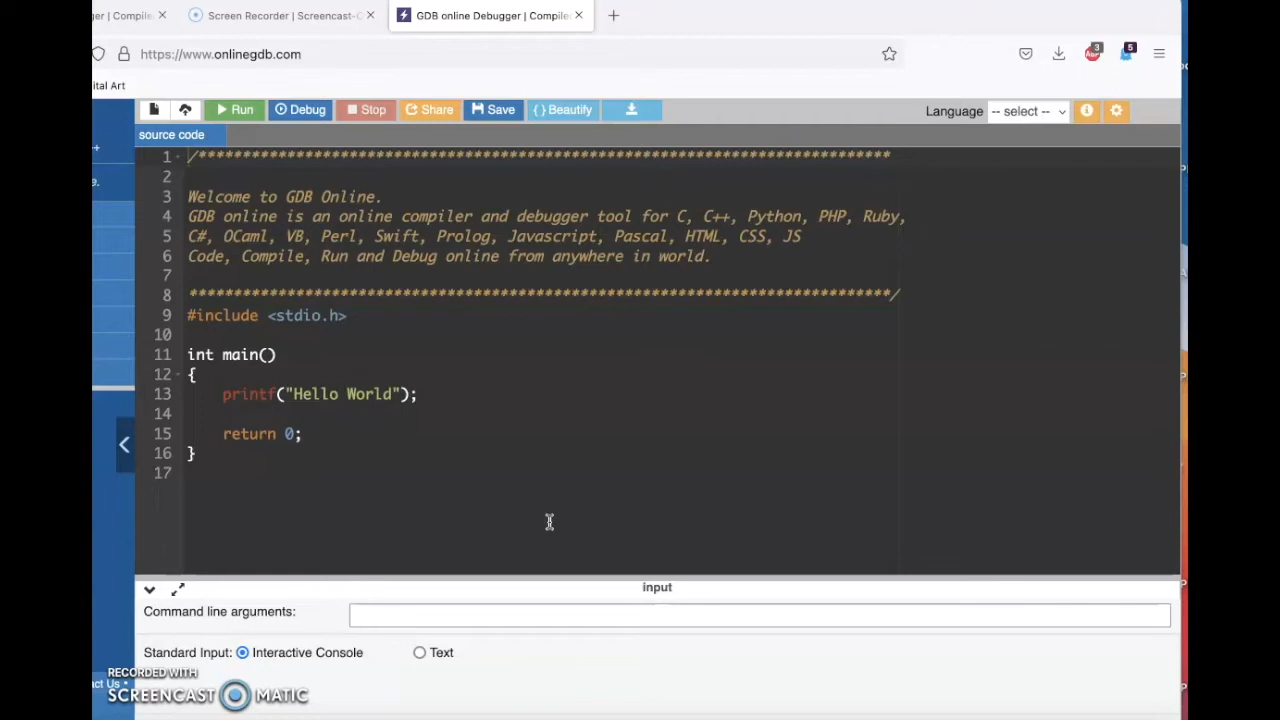 ger | Compile
Screen Recorder | Screencast-O
GDB online Debugger | Compiler
https://www.onlinegdb.com
3
5
ital Art
Run
Debug
Stop
Share
Save
{ } Beautify
Language
-- select --
source code
1 /******************************************************************************
2
3 Welcome to GDB Online.
4 GDB online is an online compiler and debugger tool for C, C++, Python, PHP, Ruby,
5 C#, OCaml, VB, Perl, Swift, Prolog, Javascript, Pascal, HTML, CSS, JS
6 Code, Compile, Run and Debug online from anywhere in world.
7
8 *******************************************************************************/
9 #include <stdio.h>
10
11 int main()
12 {
13 printf("Hello World");
14
15 return 0;
16 }
17
input
Command line arguments:
Standard Input: Interactive Console Text
RECORDED WITH
SCREENCAST MATIC
act Us •